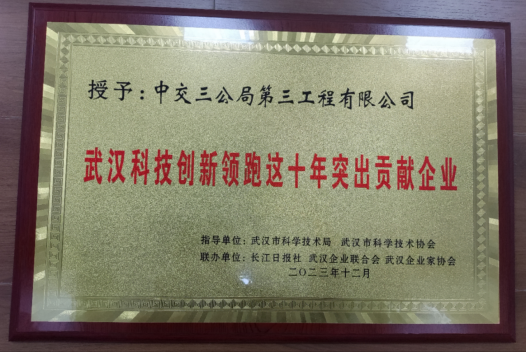 授予：中交三公局第三工程有限公司
武汉科技创新领跑这十年突出贡献企业
指导单位：武汉市科学技术局 武汉市科学技术协会
联办单位：长江日报社 武汉企业联合会 武汉企业家协会
二〇二三年十二月